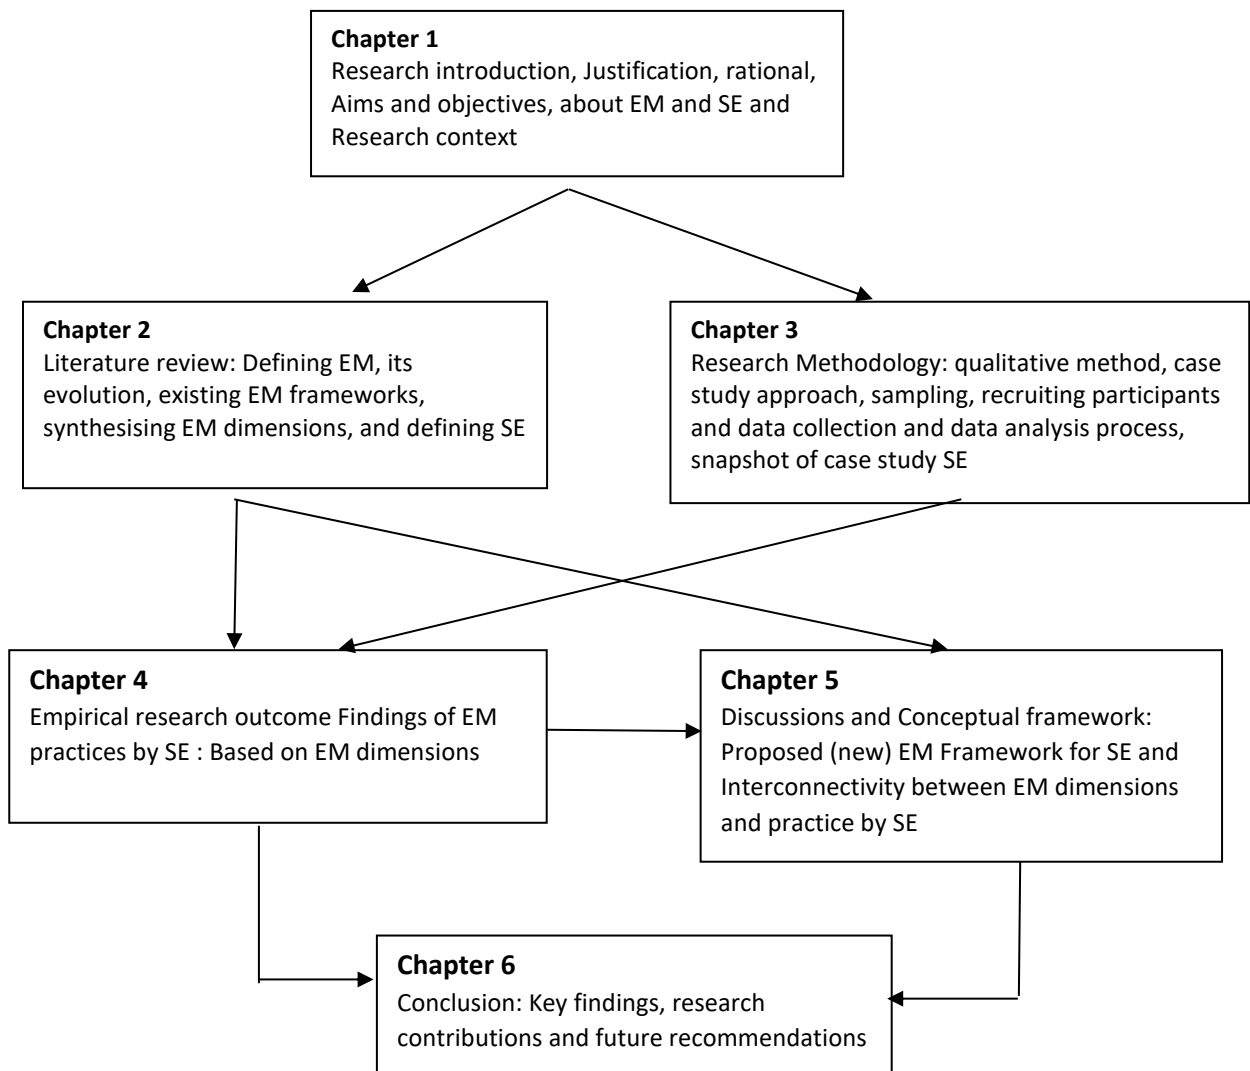 Chapter 1
Research introduction, Justification, rational,
Aims and objectives, about EM and SE and
Research context
Chapter 2
Literature review: Defining EM, its
evolution, existing EM frameworks,
synthesising EM dimensions, and defining SE
Chapter 3
Research Methodology: qualitative method, case
study approach, sampling, recruiting participants
and data collection and data analysis process,
snapshot of case study SE
Chapter 4
Empirical research outcome Findings of EM
practices by SE : Based on EM dimensions
Chapter 5
Discussions and Conceptual framework:
Proposed (new) EM Framework for SE and
Interconnectivity between EM dimensions
and practice by SE
Chapter 6
Conclusion: Key findings, research
contributions and future recommendations